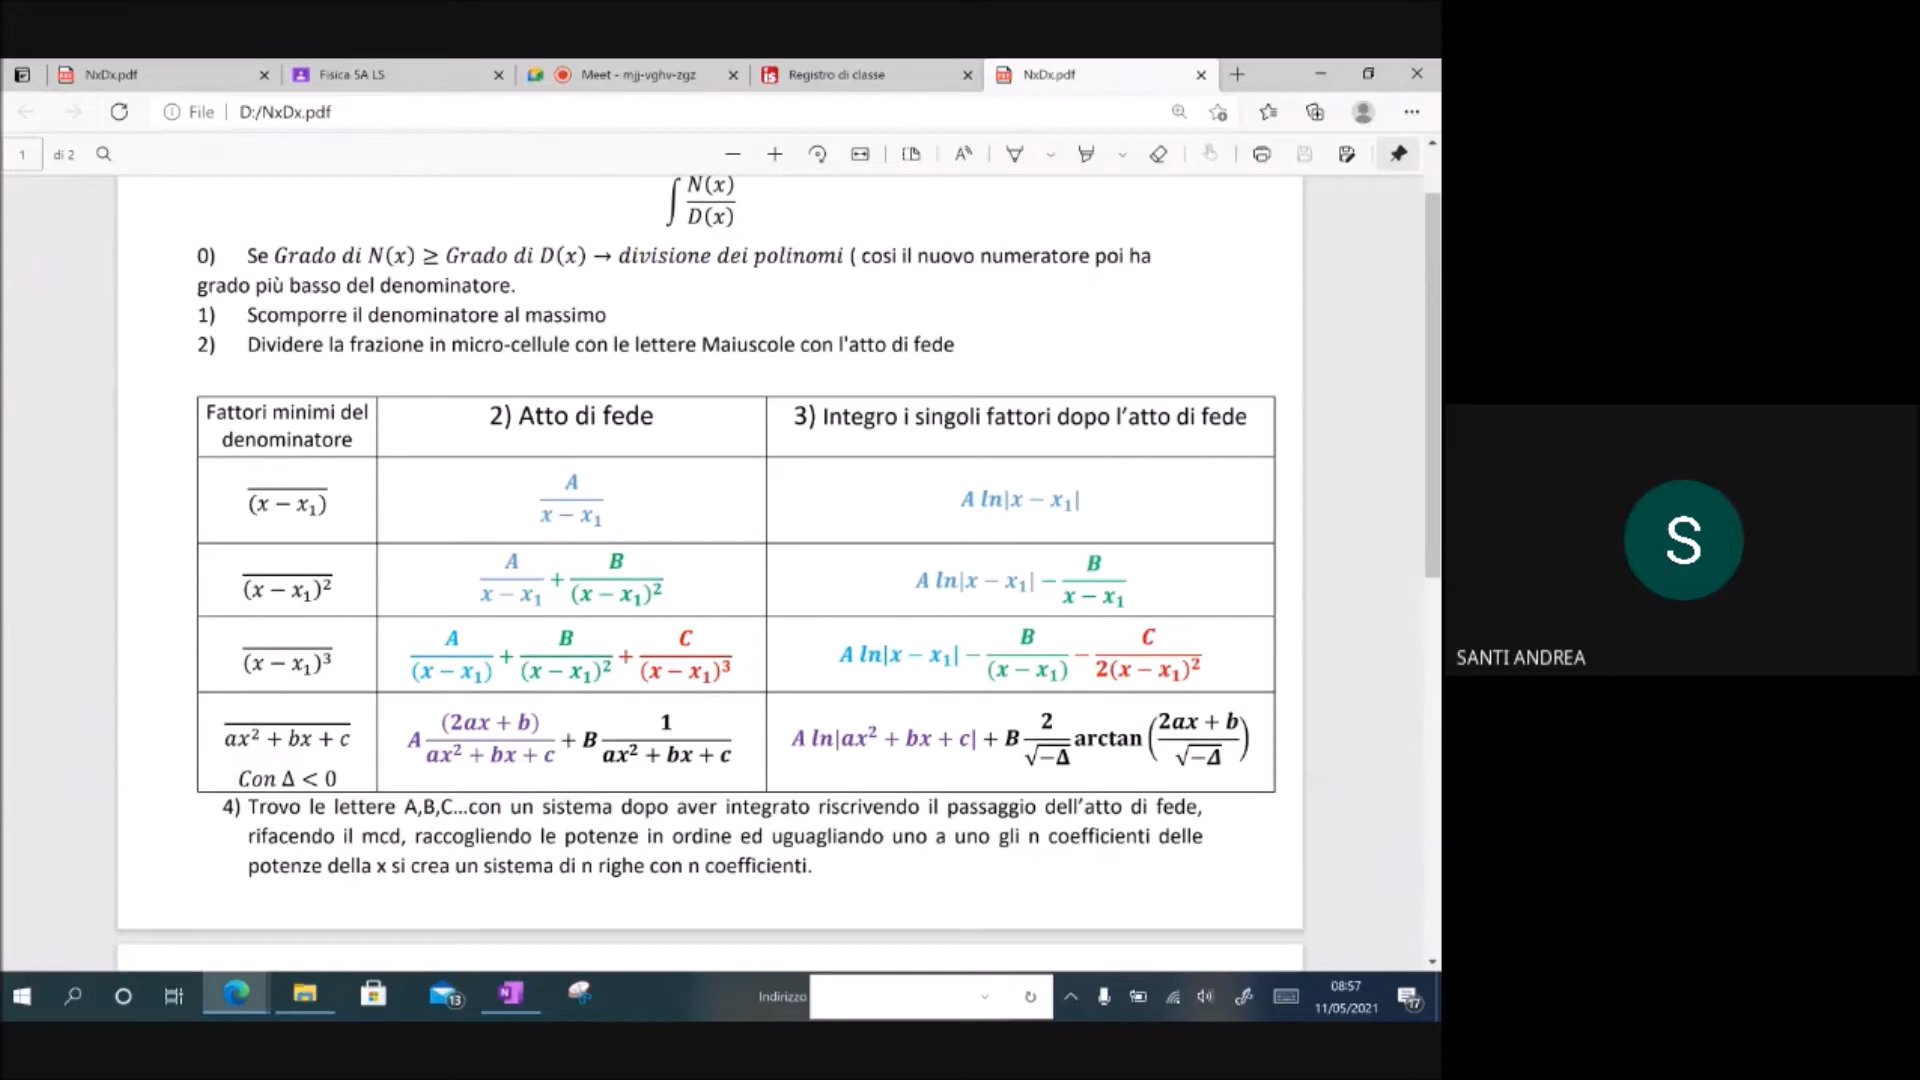 NxDx.pdf
Fisica 5A LS
Meet - mjj-vghv-zgz
Registro di classe
NxDx.pdf
File D:/NxDx.pdf
1 di 2
∫ N(x) / D(x)
0) Se Grado di N(x) ≥ Grado di D(x) → divisione dei polinomi ( cosi il nuovo numeratore poi ha
grado più basso del denominatore.
1) Scomporre il denominatore al massimo
2) Dividere la frazione in micro-cellule con le lettere Maiuscole con l'atto di fede
Fattori minimi del denominatore | 2) Atto di fede | 3) Integro i singoli fattori dopo l'atto di fede
(x − x₁) | A/(x − x₁) | A ln|x − x₁|
(x − x₁)² | A/(x − x₁) + B/(x − x₁)² | A ln|x − x₁| − B/(x − x₁)
(x − x₁)³ | A/(x − x₁) + B/(x − x₁)² + C/(x − x₁)³ | A ln|x − x₁| − B/(x − x₁) − C/2(x − x₁)²
ax² + bx + c Con Δ < 0 | A (2ax + b)/(ax² + bx + c) + B 1/(ax² + bx + c) | A ln|ax² + bx + c| + B 2/√−Δ arctan((2ax + b)/√−Δ)
4) Trovo le lettere A,B,C...con un sistema dopo aver integrato riscrivendo il passaggio dell'atto di fede,
rifacendo il mcd, raccogliendo le potenze in ordine ed uguagliando uno a uno gli n coefficienti delle
potenze della x si crea un sistema di n righe con n coefficienti.
S
SANTI ANDREA
13
Indirizzo
08:57
11/05/2021
17